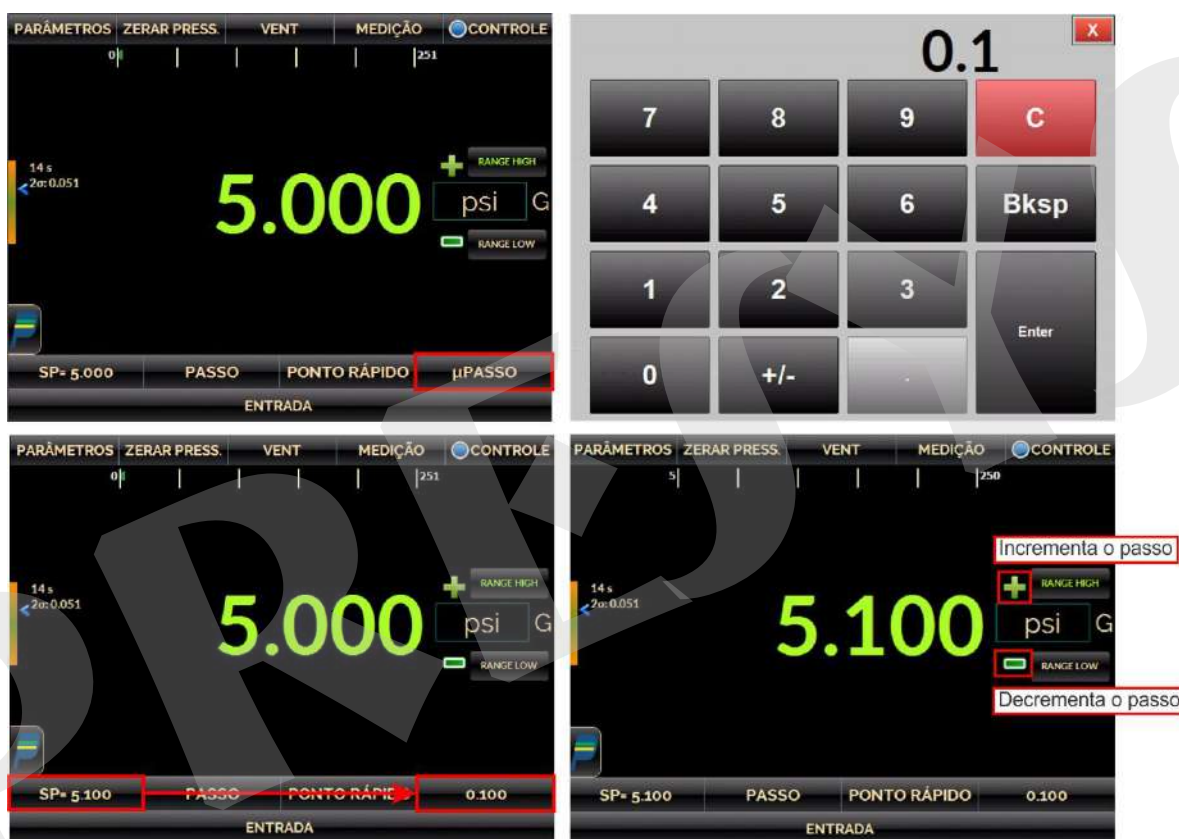 PARÂMETROS ZERAR PRESS. VENT MEDIÇÃO CONTROLE
0 251
14 s
2σ: 0.051
5.000
RANGE HIGH
psi G
RANGE LOW
SP= 5.000 PASSO PONTO RÁPIDO µPASSO
ENTRADA
X
0.1
7 8 9 C
4 5 6 Bksp
1 2 3
Enter
0 +/- .
PARÂMETROS ZERAR PRESS. VENT MEDIÇÃO CONTROLE
0 251
14 s
2σ: 0.051
5.000
RANGE HIGH
psi G
RANGE LOW
SP= 5.100 PASSO 0.100
ENTRADA
PARÂMETROS ZERAR PRESS. VENT MEDIÇÃO CONTROLE
5 250
Incrementa o passo
14 s
2σ: 0.051
5.100
RANGE HIGH
psi G
RANGE LOW
Decrementa o passo
SP= 5.100 PASSO PONTO RÁPIDO 0.100
ENTRADA
PRESYS